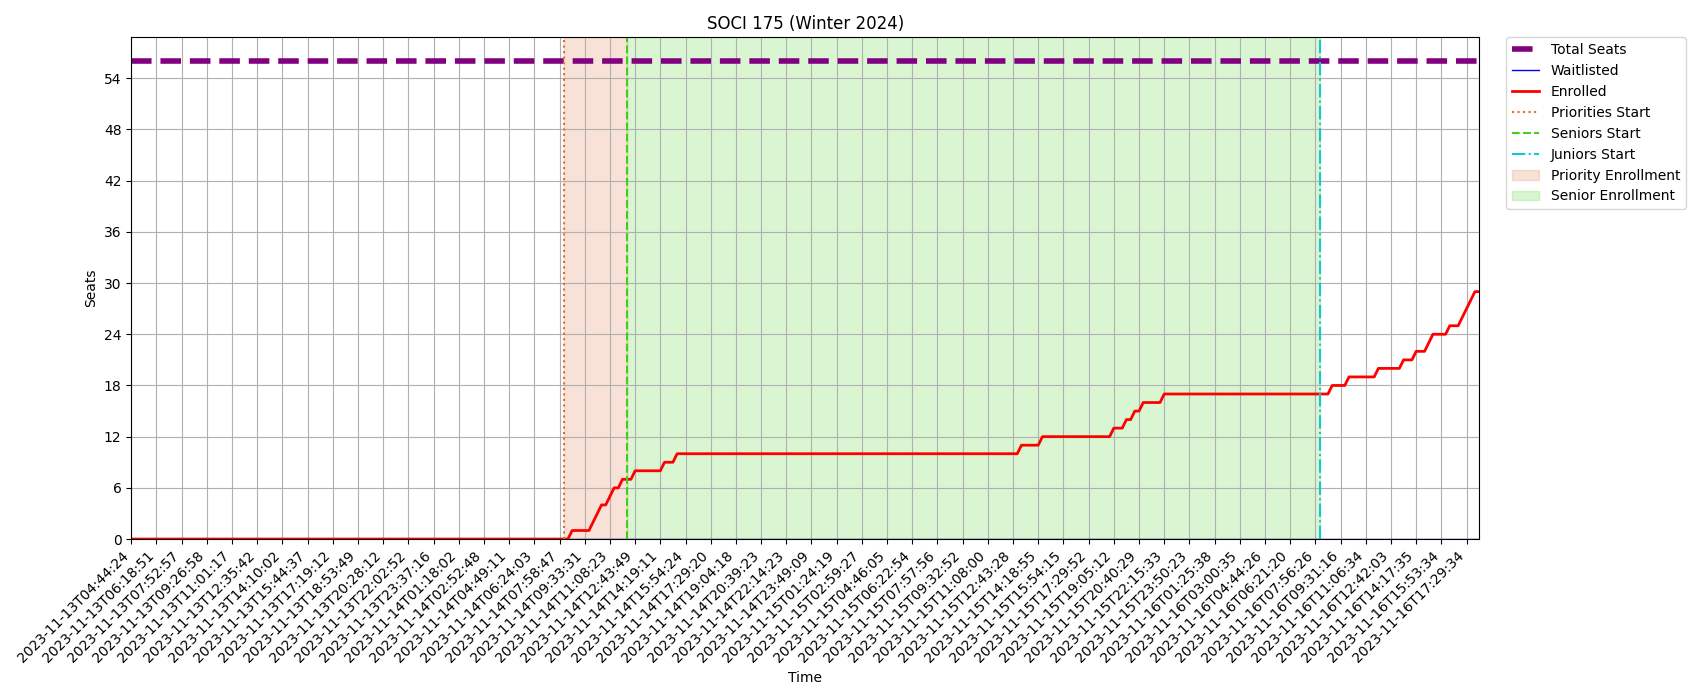 SOCI 175 (Winter 2024)
Total Seats
Waitlisted
Enrolled
Priorities Start
Seniors Start
Juniors Start
Priority Enrollment
Senior Enrollment
Seats
54
48
42
36
30
24
18
12
6
0
2023-11-13T04:44:24
2023-11-13T06:18:51
2023-11-13T07:52:57
2023-11-13T09:26:58
2023-11-13T11:01:17
2023-11-13T12:35:42
2023-11-13T14:10:02
2023-11-13T15:44:37
2023-11-13T17:19:12
2023-11-13T18:53:49
2023-11-13T20:28:12
2023-11-13T22:02:52
2023-11-13T23:37:16
2023-11-14T01:18:02
2023-11-14T02:52:48
2023-11-14T04:49:11
2023-11-14T06:24:03
2023-11-14T07:58:47
2023-11-14T09:33:31
2023-11-14T11:08:23
2023-11-14T12:43:49
2023-11-14T14:19:11
2023-11-14T15:54:24
2023-11-14T17:29:20
2023-11-14T19:04:18
2023-11-14T20:39:23
2023-11-14T22:14:23
2023-11-14T23:49:09
2023-11-15T01:24:19
2023-11-15T02:59:27
2023-11-15T04:46:05
2023-11-15T06:22:54
2023-11-15T07:57:56
2023-11-15T09:32:52
2023-11-15T11:08:00
2023-11-15T12:43:28
2023-11-15T14:18:55
2023-11-15T15:54:15
2023-11-15T17:29:52
2023-11-15T19:05:12
2023-11-15T20:40:29
2023-11-15T22:15:33
2023-11-15T23:50:23
2023-11-16T01:25:38
2023-11-16T03:00:35
2023-11-16T04:44:26
2023-11-16T06:21:20
2023-11-16T07:56:26
2023-11-16T09:31:16
2023-11-16T11:06:34
2023-11-16T12:42:03
2023-11-16T14:17:35
2023-11-16T15:53:34
2023-11-16T17:29:34
Time